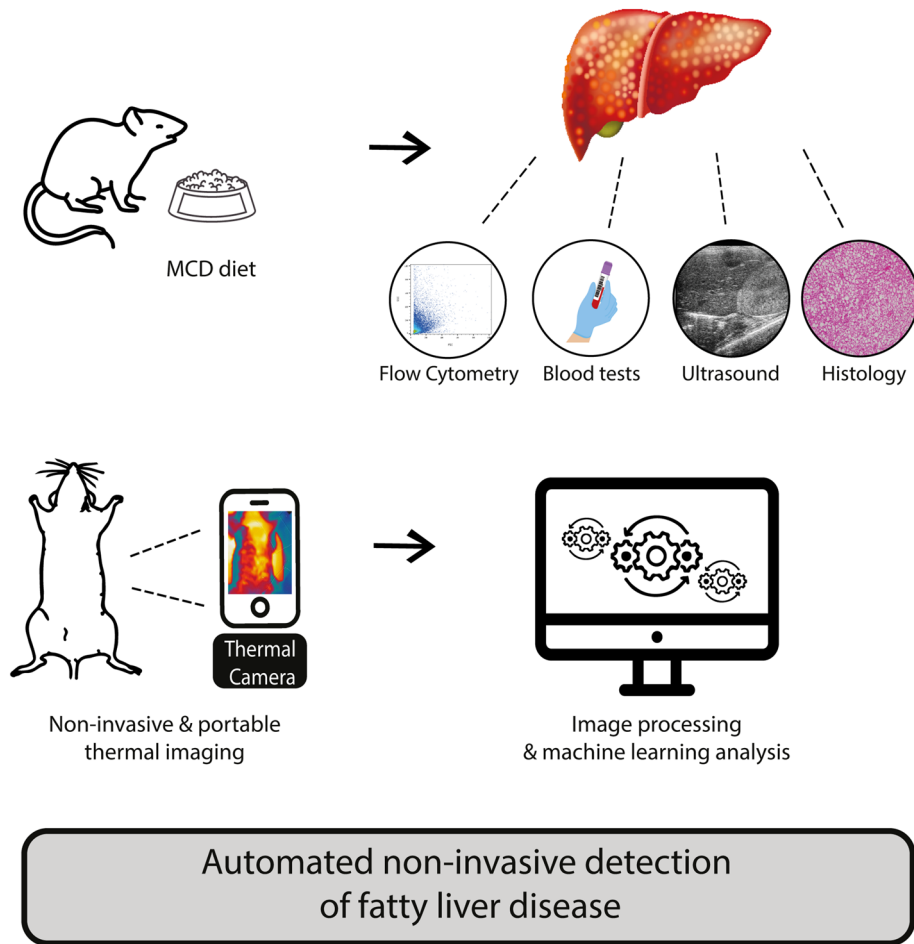 MCD diet
Flow Cytometry
Blood tests
Ultrasound
Histology
Thermal
Camera
Non-invasive & portable
thermal imaging
Image processing
& machine learning analysis
Automated non-invasive detection
of fatty liver disease